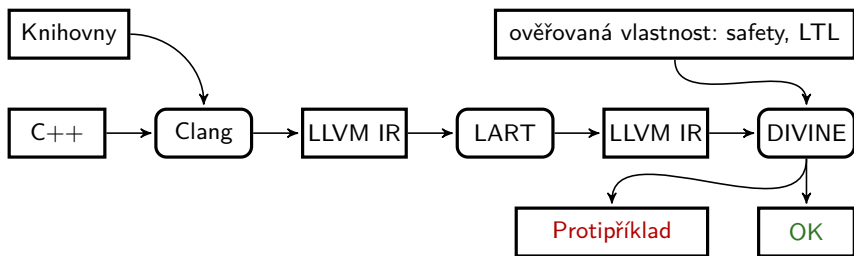 Knihovny
ověřovaná vlastnost: safety, LTL
C++
Clang
LLVM IR
LART
LLVM IR
DIVINE
Protipříklad
OK